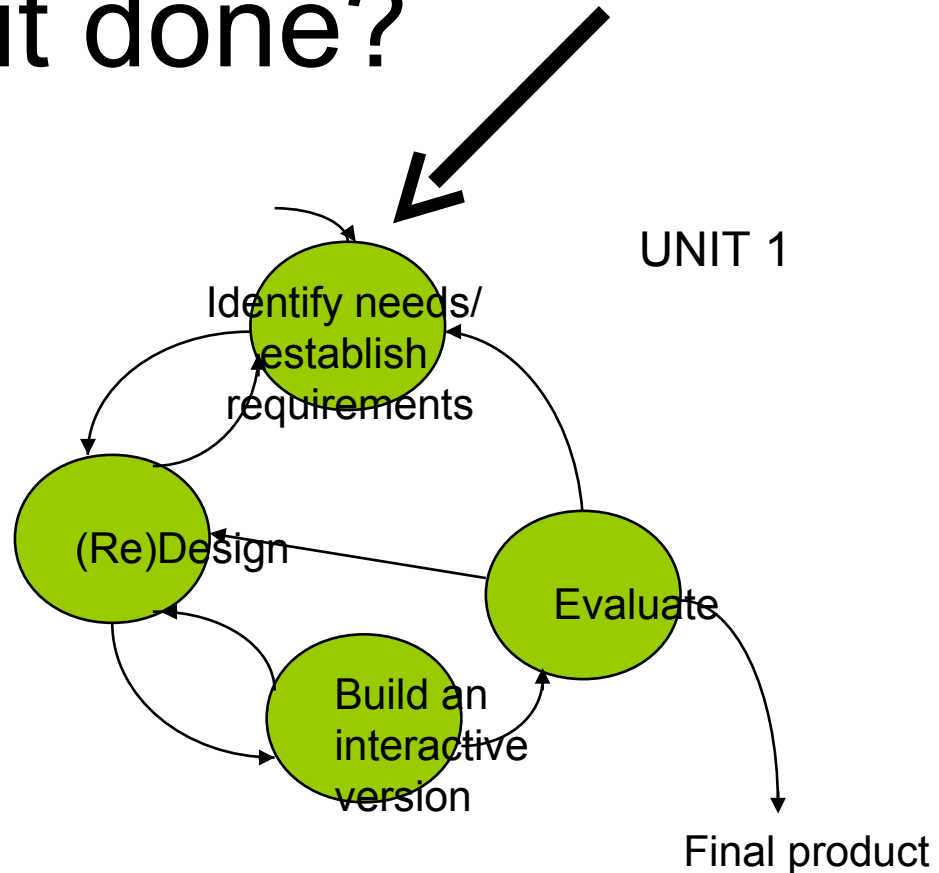 it done?
UNIT 1
Identify needs/
establish
requirements
(Re)Design
Evaluate
Build an
interactive
version
Final product